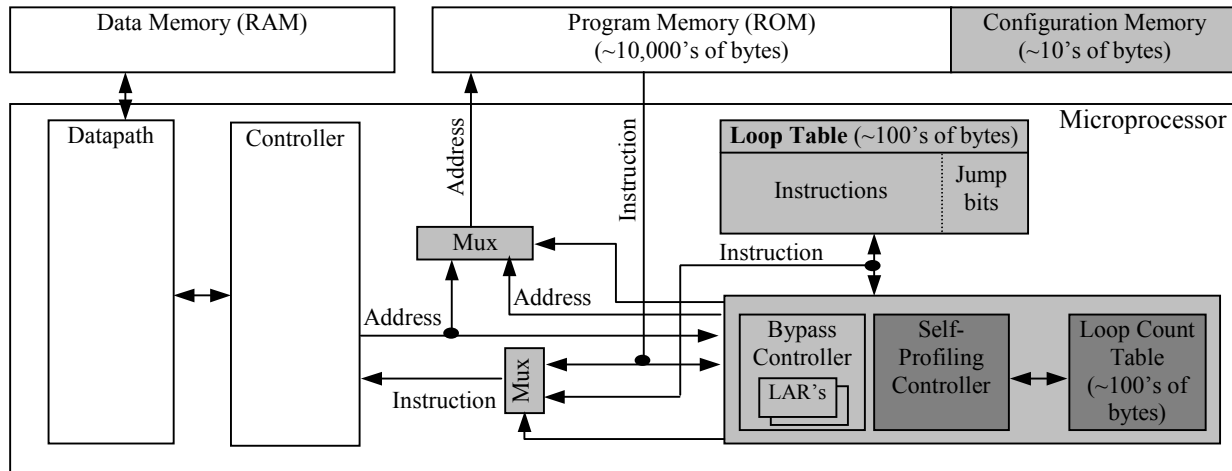 Data Memory (RAM)
Program Memory (ROM)
(~10,000’s of bytes)
Configuration Memory
(~10’s of bytes)
Microprocessor
Datapath
Controller
Address
Instruction
Loop Table (~100’s of bytes)
Instructions
Jump
bits
Mux
Instruction
Address
Address
Mux
Instruction
Bypass
Controller
LAR’s
Self-
Profiling
Controller
Loop Count
Table
(~100’s of
bytes)